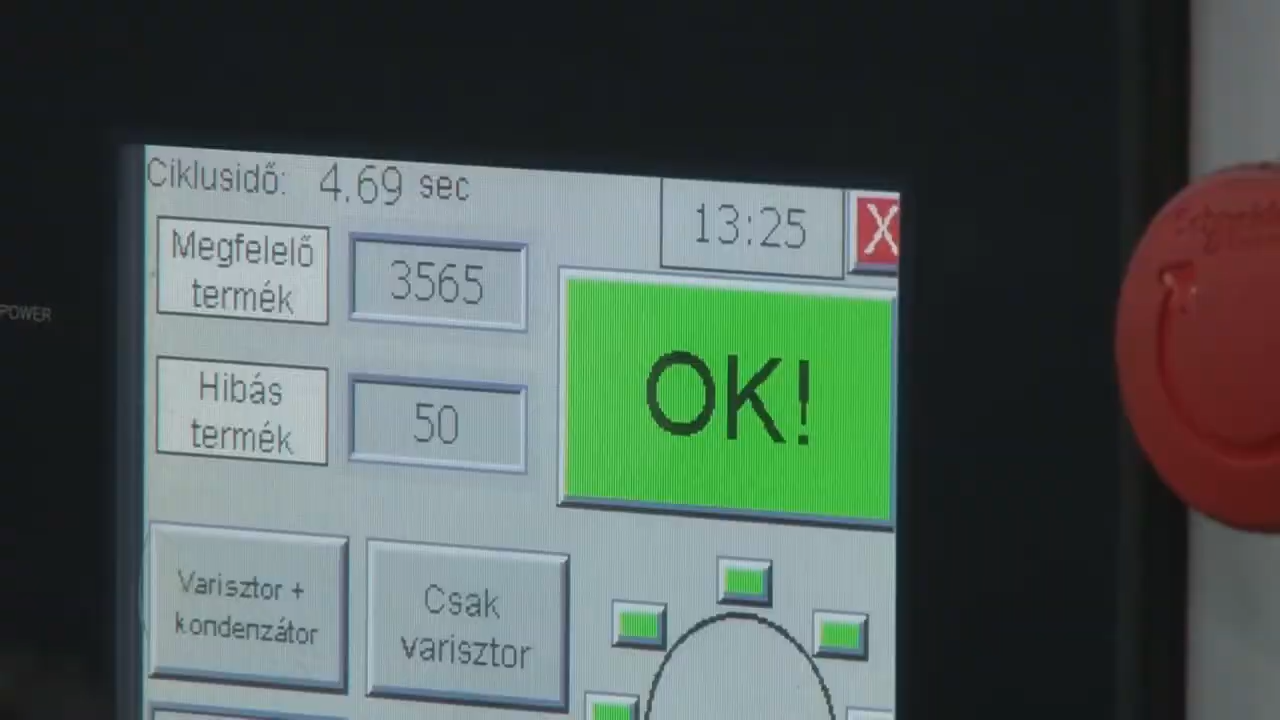 Ciklusidő: 4.69 sec
13:25
X
Megfelelő
termék
3565
OK!
Hibás
termék
50
POWER
Varisztor +
kondenzátor
Csak
varisztor